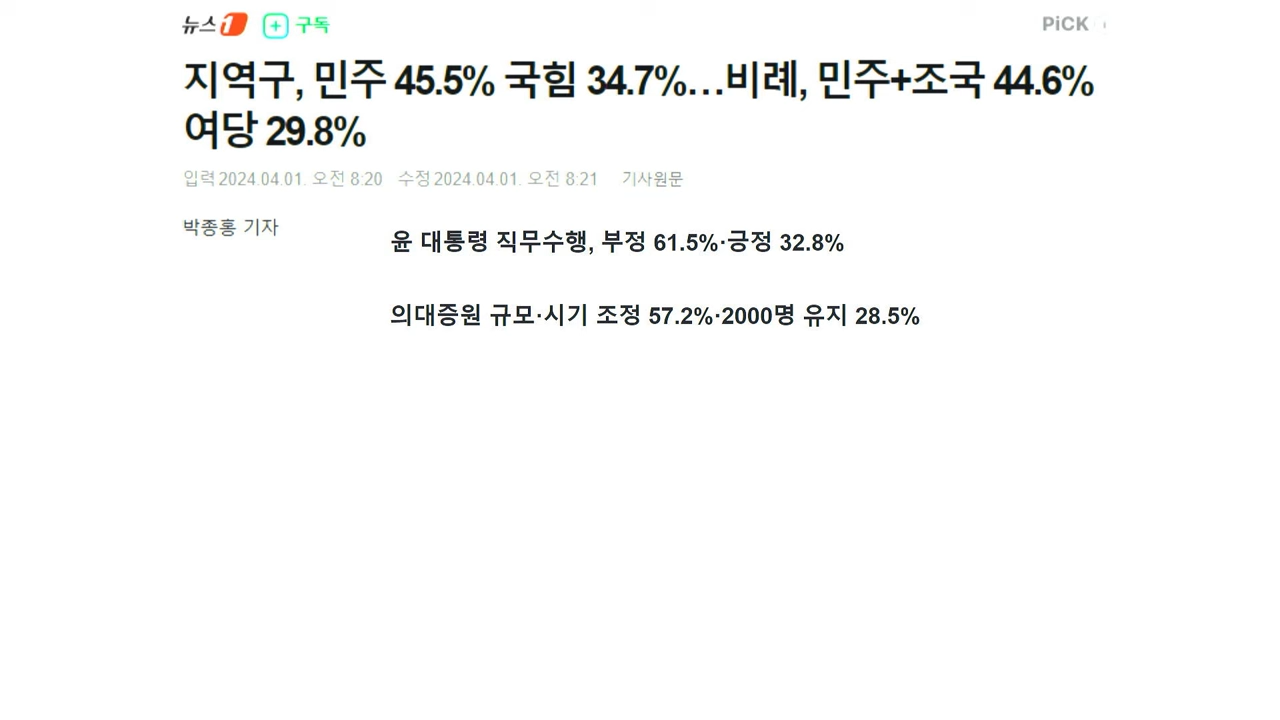 뉴스1 구독 PiCK
지역구, 민주 45.5% 국힘 34.7%…비례, 민주+조국 44.6%
여당 29.8%
입력 2024.04.01. 오전 8:20 수정 2024.04.01. 오전 8:21 기사원문
박종홍 기자
윤 대통령 직무수행, 부정 61.5%·긍정 32.8%
의대증원 규모·시기 조정 57.2%·2000명 유지 28.5%